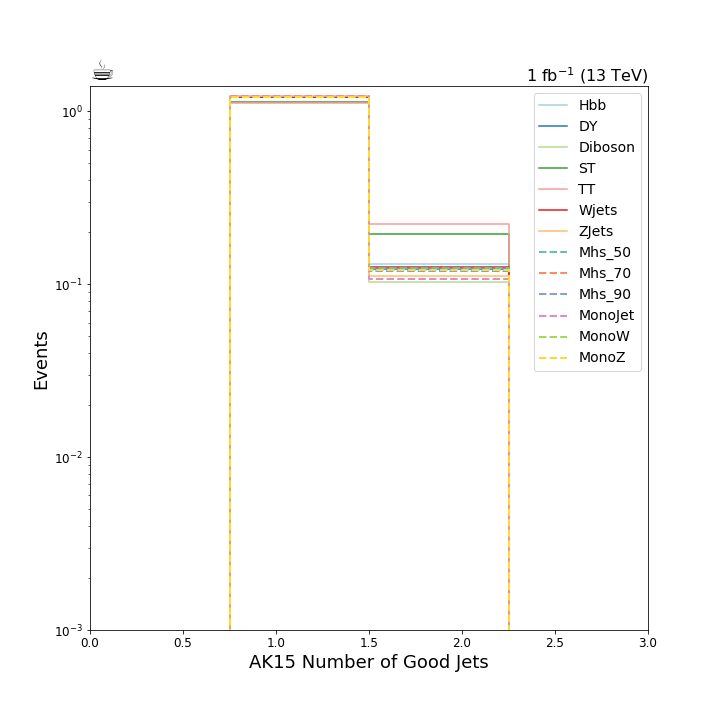 1 fb⁻¹ (13 TeV)
Hbb
DY
Diboson
ST
TT
Wjets
ZJets
Mhs_50
Mhs_70
Mhs_90
MonoJet
MonoW
MonoZ
10⁰
10⁻¹
10⁻²
10⁻³
Events
0.0 0.5 1.0 1.5 2.0 2.5 3.0
AK15 Number of Good Jets